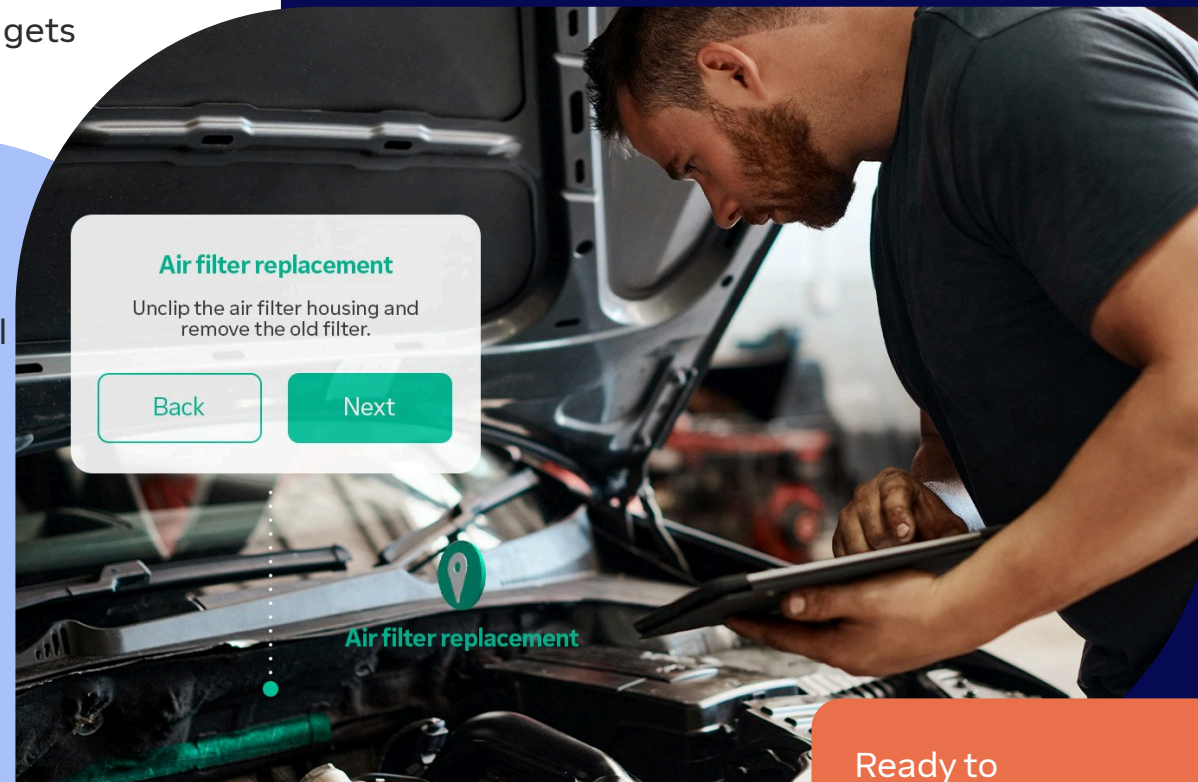 gets
l
Air filter replacement
Unclip the air filter housing and
remove the old filter.
Back
Next
Air filter replacement
Ready to